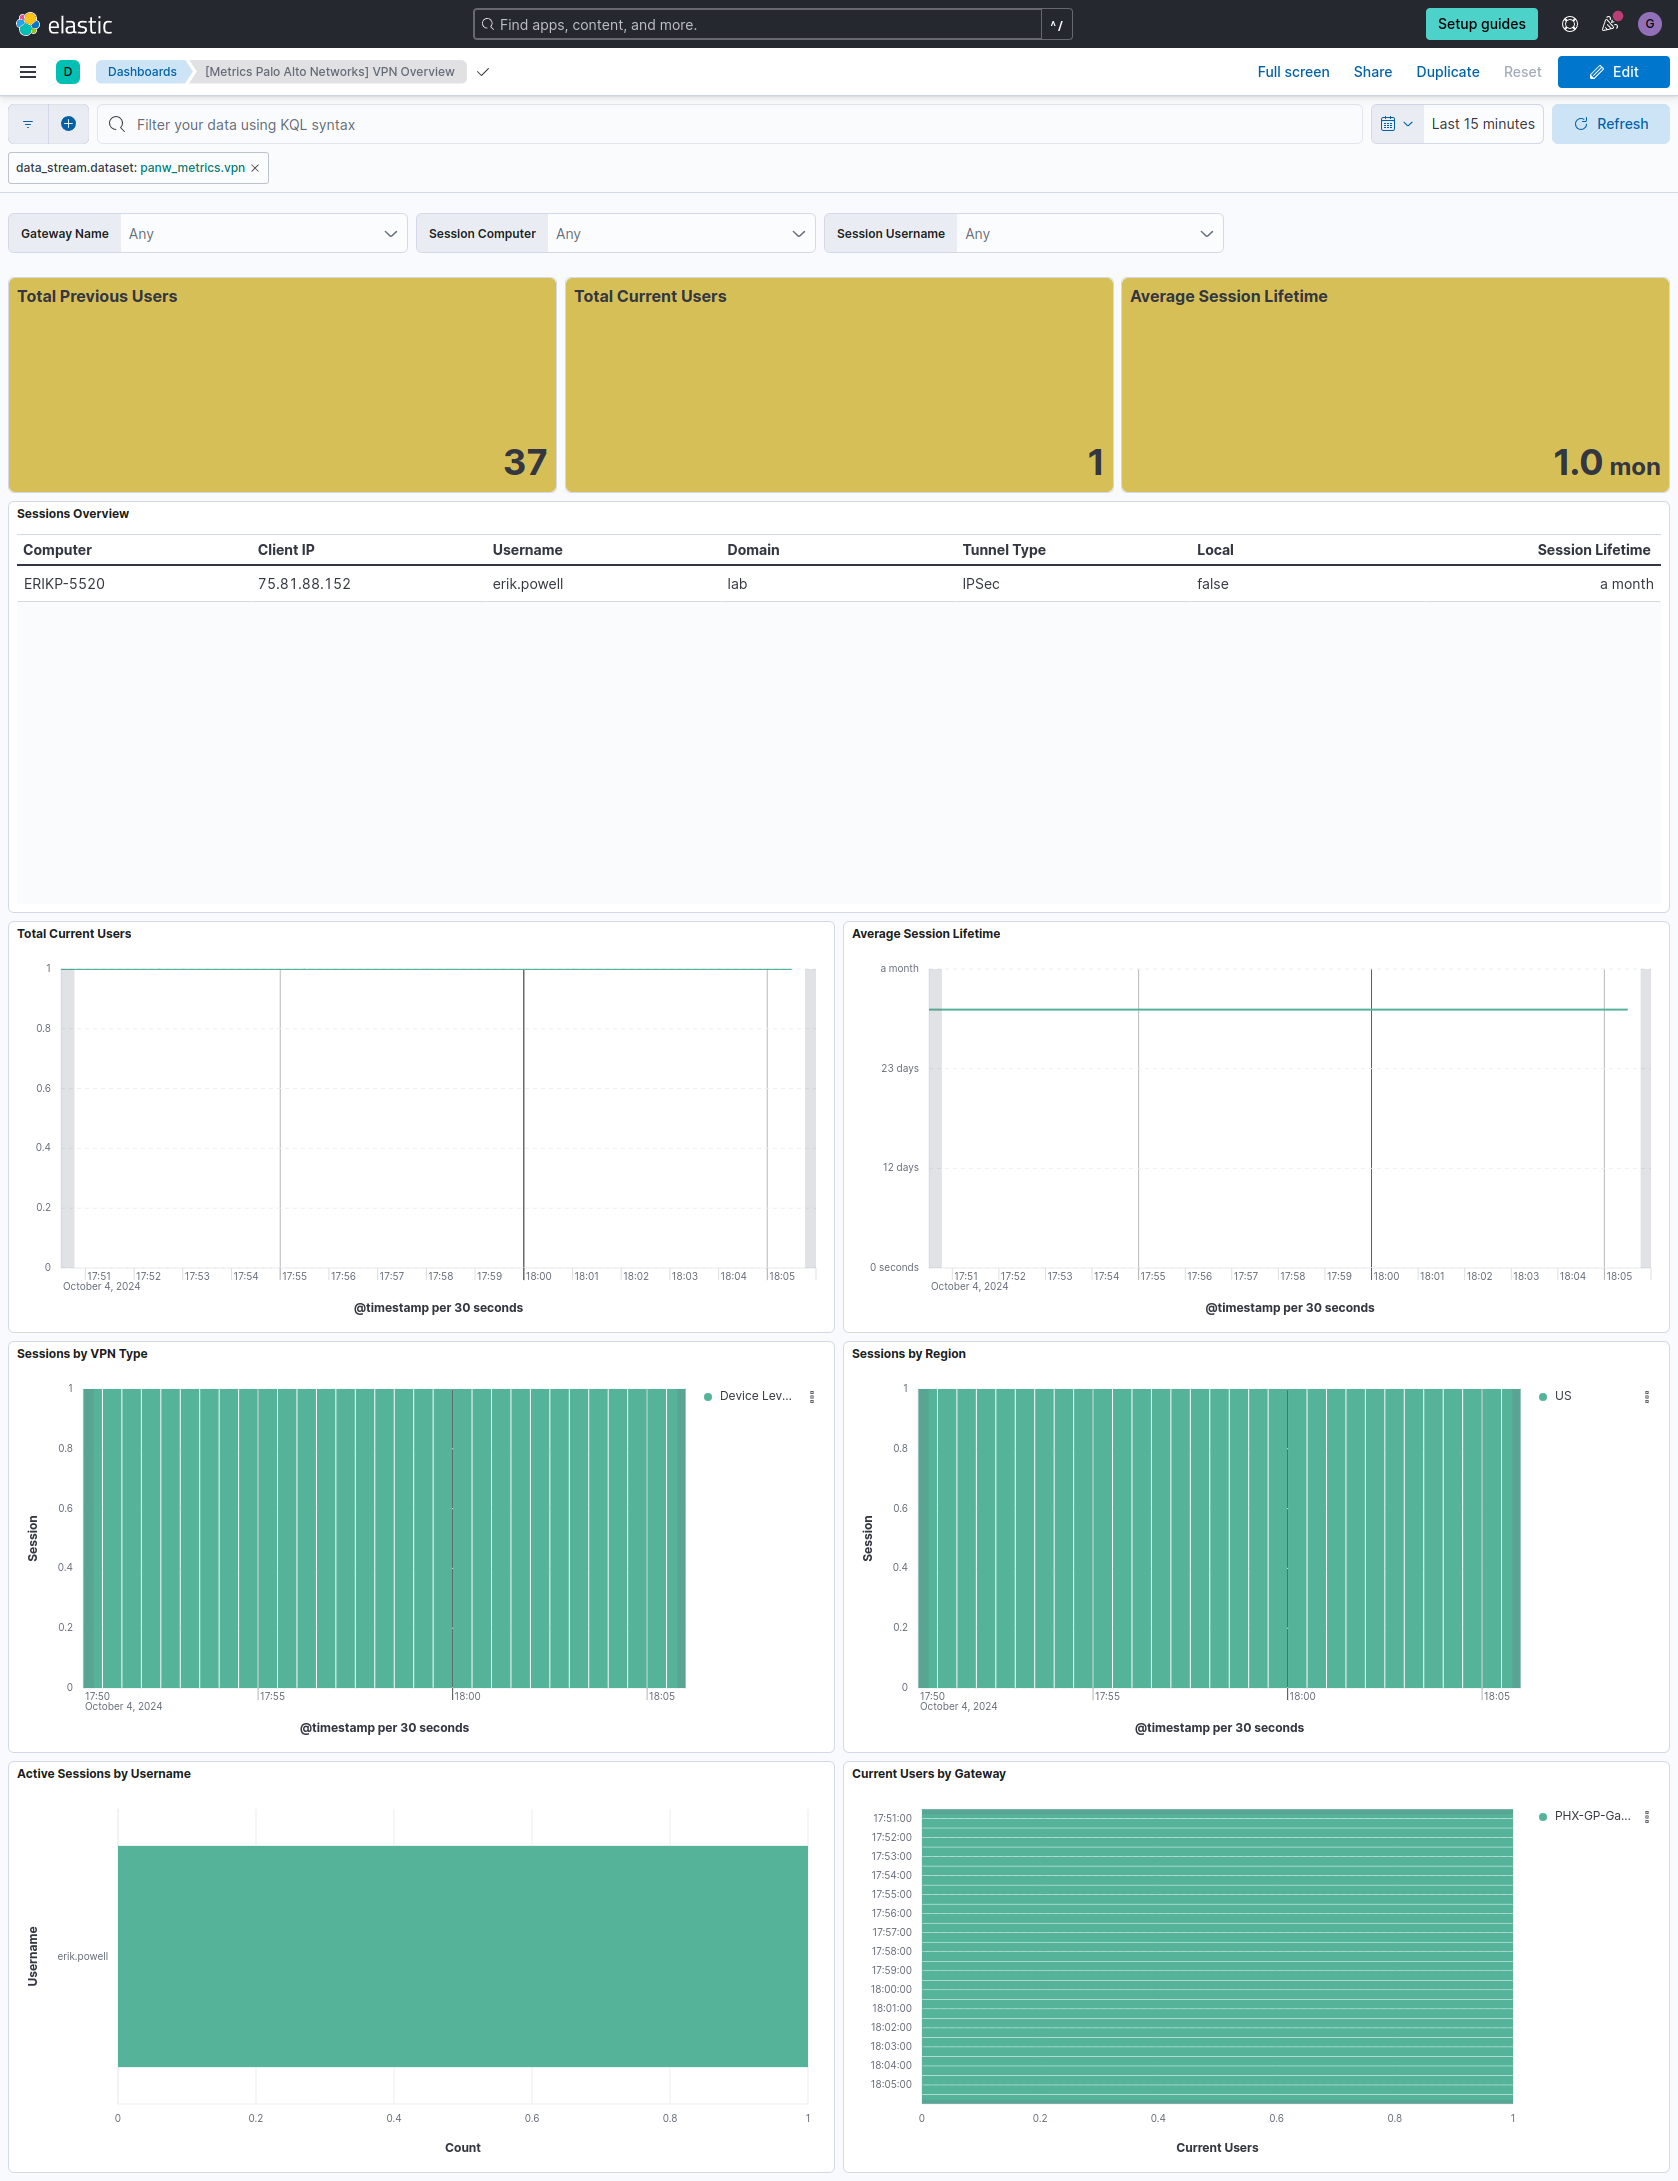 elastic
Find apps, content, and more.
^/
Setup guides
G
D
Dashboards
[Metrics Palo Alto Networks] VPN Overview
Full screen
Share
Duplicate
Reset
Edit
Filter your data using KQL syntax
Last 15 minutes
Refresh
data_stream.dataset: panw_metrics.vpn ×
Gateway Name Any
Session Computer Any
Session Username Any
Total Previous Users
37
Total Current Users
1
Average Session Lifetime
1.0 mon
Sessions Overview
Computer Client IP Username Domain Tunnel Type Local Session Lifetime
ERIKP-5520 75.81.88.152 erik.powell lab IPSec false a month
Total Current Users
1
0.8
0.6
0.4
0.2
0
17:51 17:52 17:53 17:54 17:55 17:56 17:57 17:58 17:59 18:00 18:01 18:02 18:03 18:04 18:05
October 4, 2024
@timestamp per 30 seconds
Average Session Lifetime
a month
23 days
12 days
0 seconds
17:51 17:52 17:53 17:54 17:55 17:56 17:57 17:58 17:59 18:00 18:01 18:02 18:03 18:04 18:05
October 4, 2024
@timestamp per 30 seconds
Sessions by VPN Type
Session
1
0.8
0.6
0.4
0.2
0
17:50 17:55 18:00 18:05
October 4, 2024
@timestamp per 30 seconds
Device Lev...
Sessions by Region
Session
1
0.8
0.6
0.4
0.2
0
17:50 17:55 18:00 18:05
October 4, 2024
@timestamp per 30 seconds
US
Active Sessions by Username
Username
erik.powell
0 0.2 0.4 0.6 0.8 1
Count
Current Users by Gateway
17:51:00
17:52:00
17:53:00
17:54:00
17:55:00
17:56:00
17:57:00
17:58:00
17:59:00
18:00:00
18:01:00
18:02:00
18:03:00
18:04:00
18:05:00
0 0.2 0.4 0.6 0.8 1
Current Users
PHX-GP-Ga...